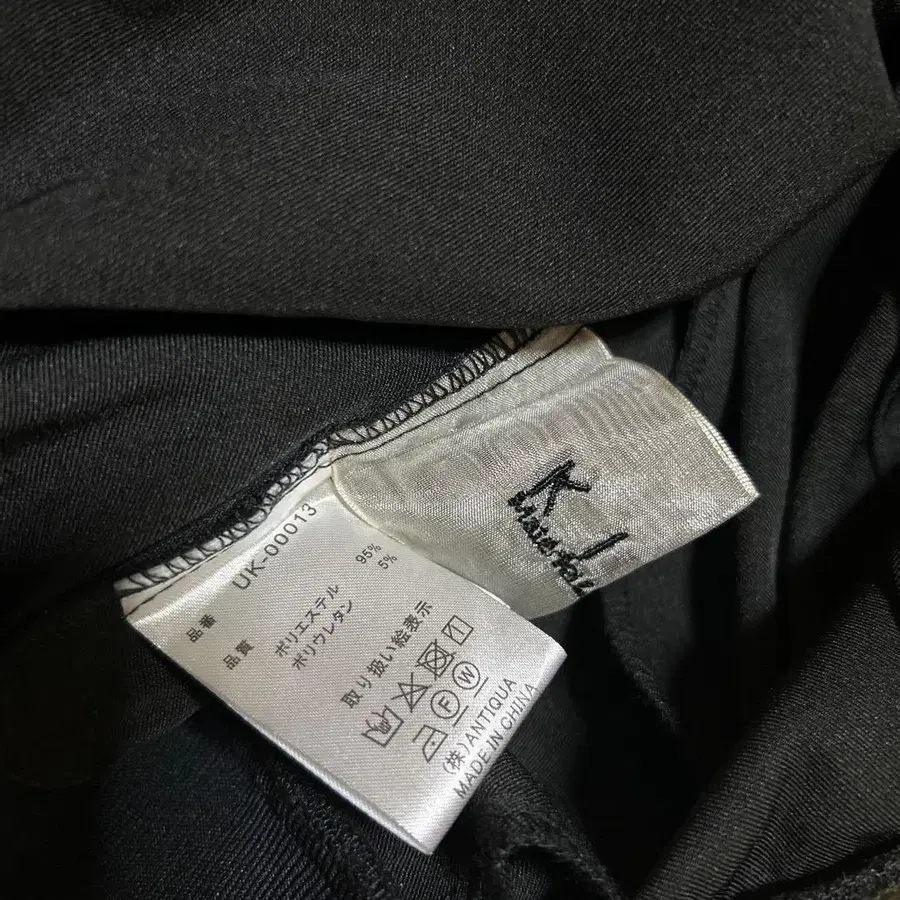 品番 UK-00013
品質 ポリエステル 95%
ポリウレタン 5%
取り扱い絵表示
F W
(株)ANTIQUA
MADE IN CHINA
K